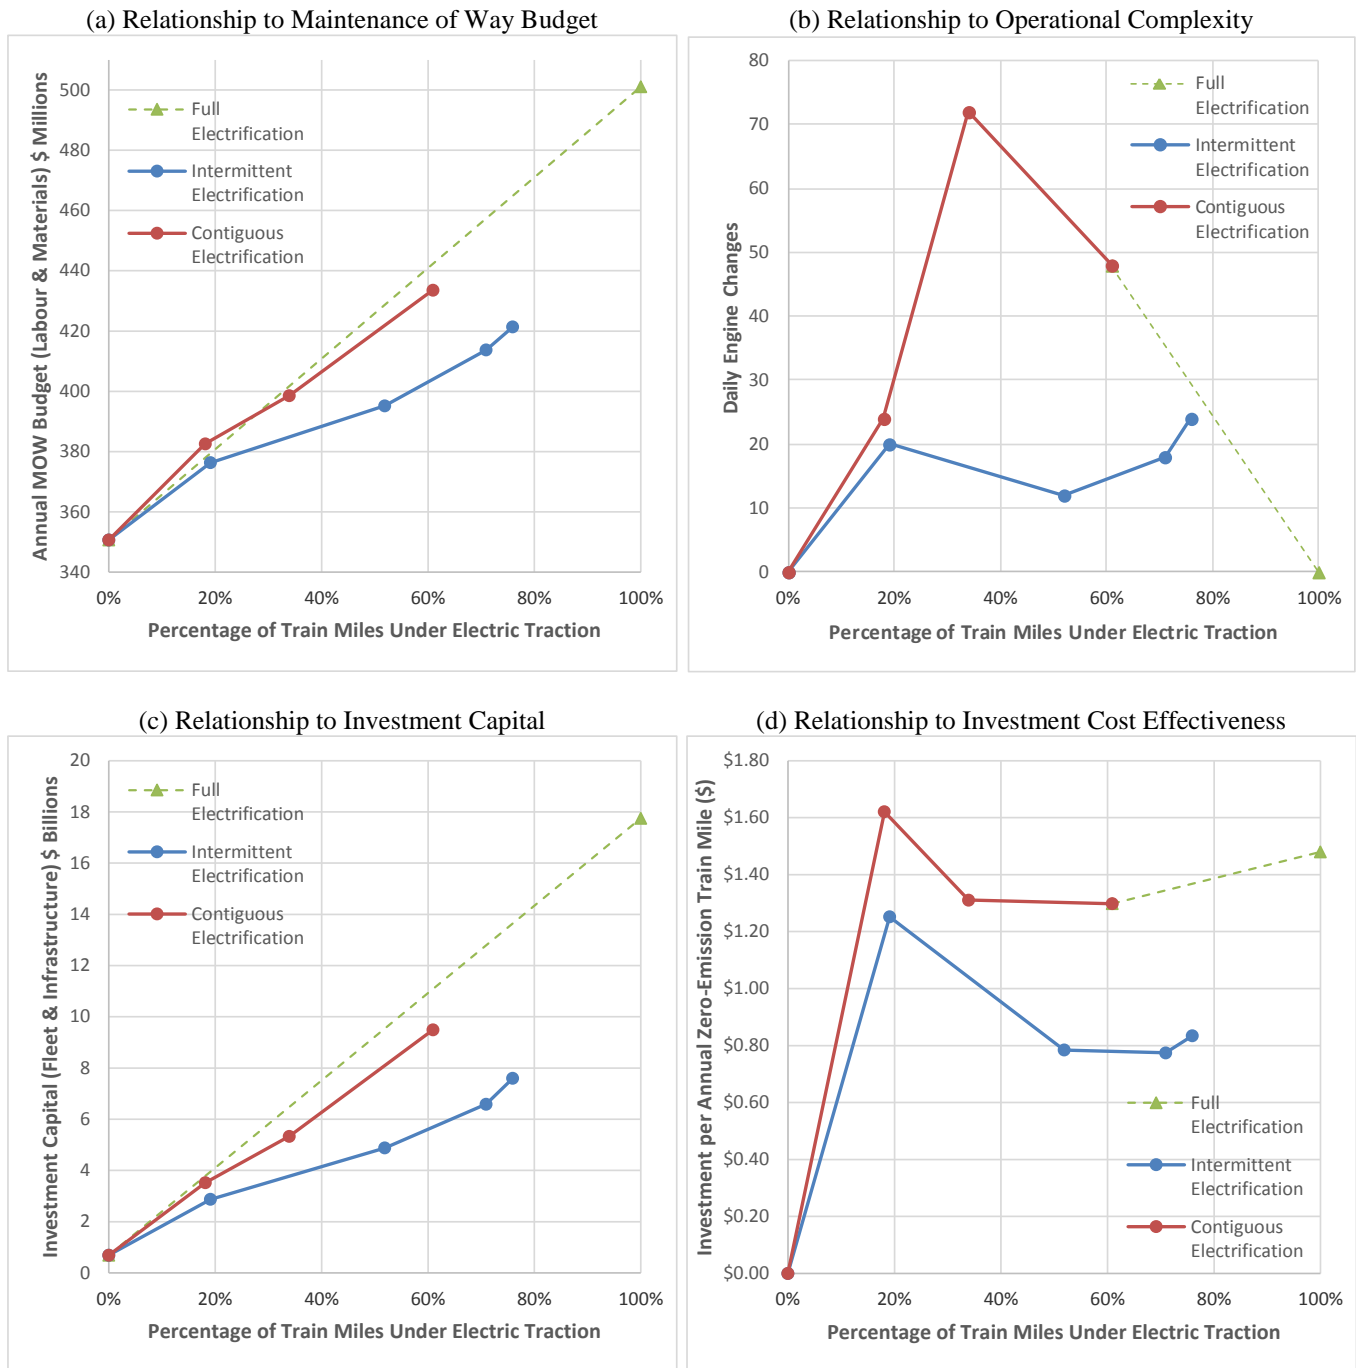 (a) Relationship to Maintenance of Way Budget
Annual MOW Budget (Labour & Materials) $ Millions
500
480
460
440
420
400
380
360
340
0%
20%
40%
60%
80%
100%
Full
Electrification
Intermittent
Electrification
Contiguous
Electrification
Percentage of Train Miles Under Electric Traction
(b) Relationship to Operational Complexity
Daily Engine Changes
80
70
60
50
40
30
20
10
0
0%
20%
40%
60%
80%
100%
Full
Electrification
Intermittent
Electrification
Contiguous
Electrification
Percentage of Train Miles Under Electric Traction
(c) Relationship to Investment Capital
Investment Capital (Fleet & Infrastructure) $ Billions
20
18
16
14
12
10
8
6
4
2
0
0%
20%
40%
60%
80%
100%
Full
Electrification
Intermittent
Electrification
Contiguous
Electrification
Percentage of Train Miles Under Electric Traction
(d) Relationship to Investment Cost Effectiveness
Investment per Annual Zero-Emission Train Mile ($)
$1.80
$1.60
$1.40
$1.20
$1.00
$0.80
$0.60
$0.40
$0.20
$0.00
0%
20%
40%
60%
80%
100%
Full
Electrification
Intermittent
Electrification
Contiguous
Electrification
Percentage of Train Miles Under Electric Traction